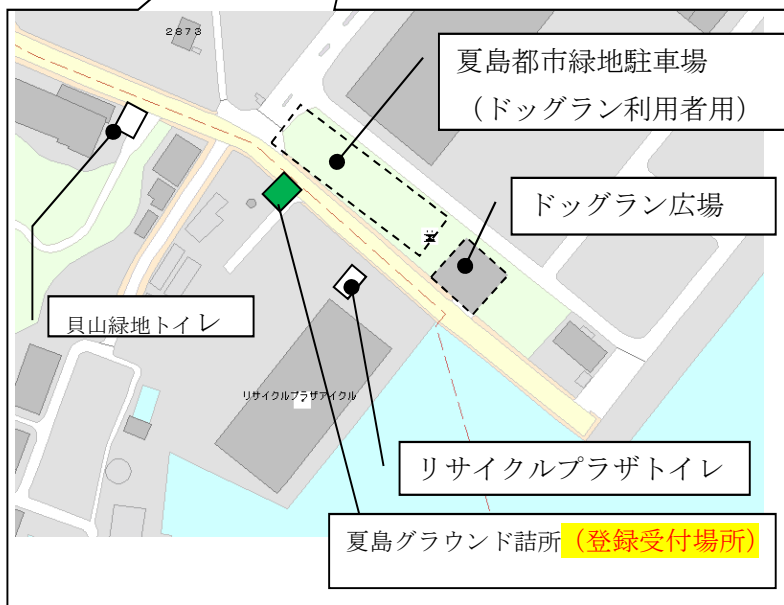 2873
夏島都市緑地駐車場
（ドッグラン利用者用）
ドッグラン広場
貝山緑地トイレ
リサイクルプラザアイクル
リサイクルプラザトイレ
夏島グラウンド詰所（登録受付場所）